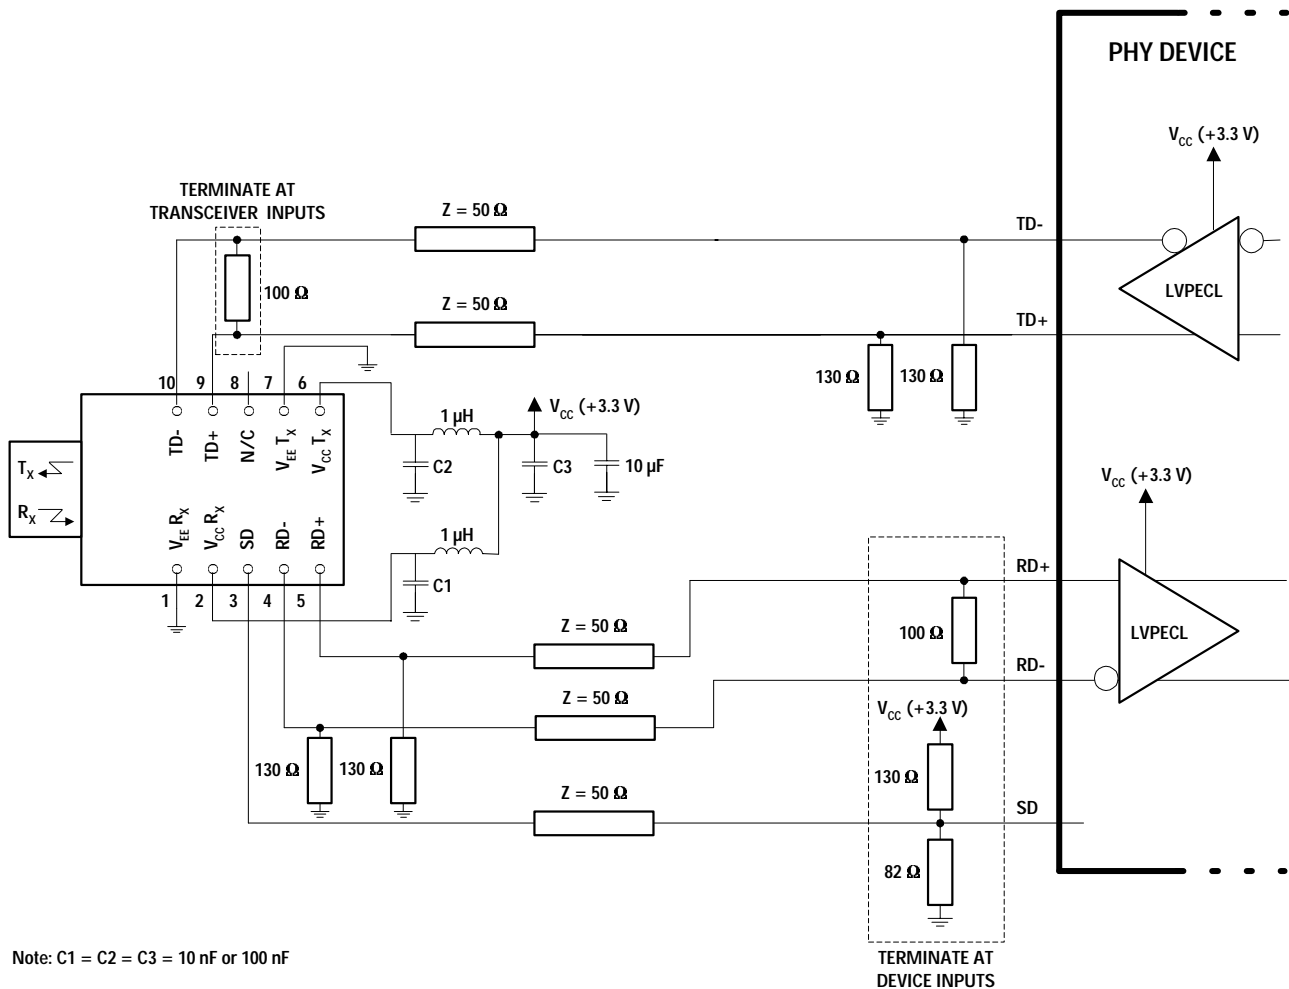 PHY DEVICE
V_CC (+3.3 V)
TERMINATE AT
TRANSCEIVER INPUTS
Z = 50 Ω
TD-
LVPECL
100 Ω
Z = 50 Ω
TD+
130 Ω
130 Ω
10
9
8
7
6
TD-
TD+
N/C
V_EE T_X
V_CC T_X
1 µH
V_CC (+3.3 V)
C2
C3
10 µF
T_X
R_X
V_EE R_X
V_CC R_X
SD
RD-
RD+
1 µH
C1
1
2
3
4
5
V_CC (+3.3 V)
RD+
Z = 50 Ω
100 Ω
LVPECL
RD-
Z = 50 Ω
V_CC (+3.3 V)
130 Ω
130 Ω
130 Ω
Z = 50 Ω
SD
82 Ω
Note: C1 = C2 = C3 = 10 nF or 100 nF
TERMINATE AT
DEVICE INPUTS